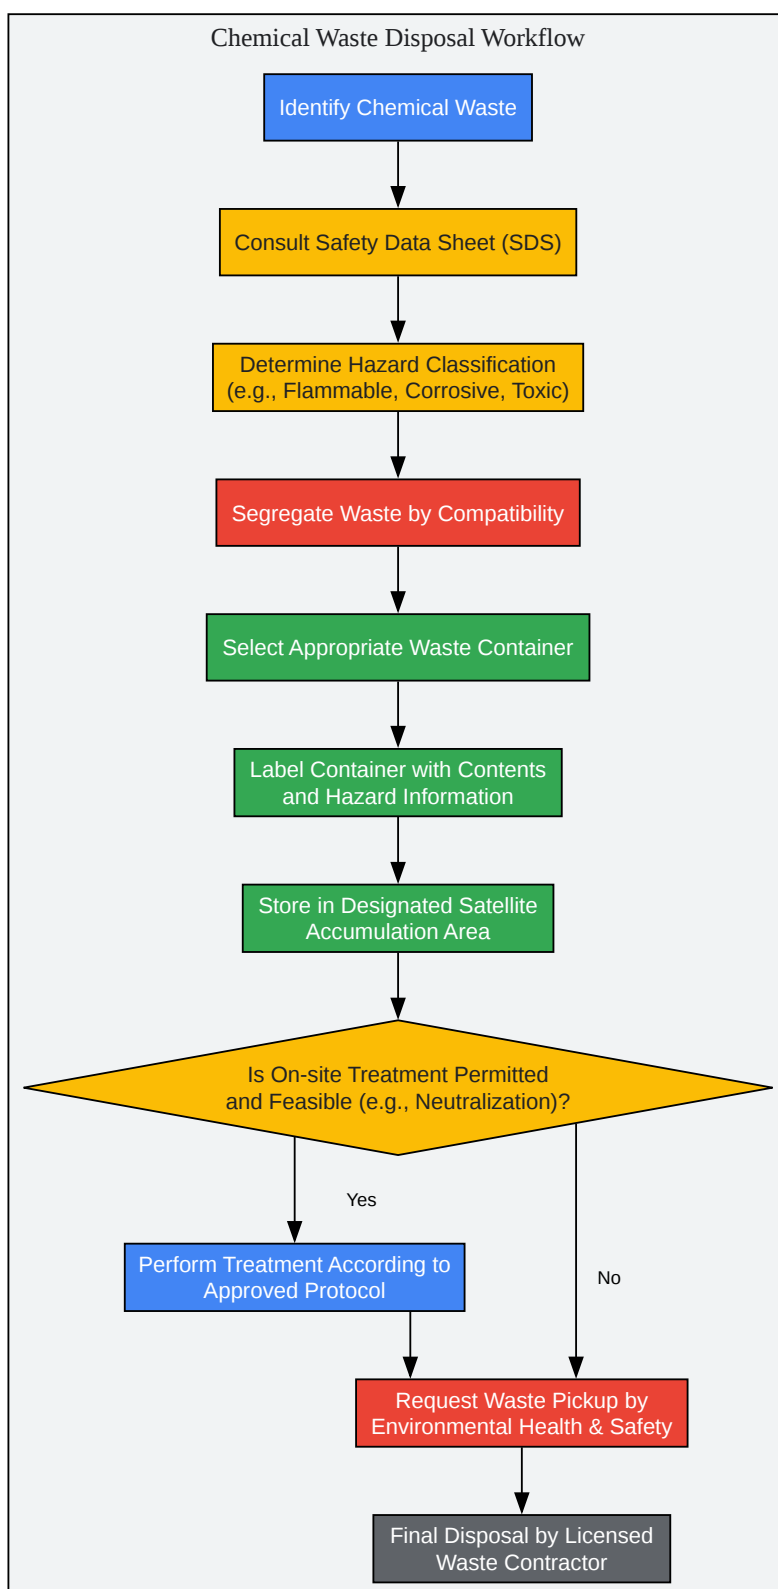 Chemical Waste Disposal Workflow
Identify Chemical Waste
Consult Safety Data Sheet (SDS)
Determine Hazard Classification
(e.g., Flammable, Corrosive, Toxic)
Segregate Waste by Compatibility
Select Appropriate Waste Container
Label Container with Contents
and Hazard Information
Store in Designated Satellite
Accumulation Area
Is On-site Treatment Permitted
and Feasible (e.g., Neutralization)?
Yes
Perform Treatment According to
Approved Protocol
No
Request Waste Pickup by
Environmental Health & Safety
Final Disposal by Licensed
Waste Contractor